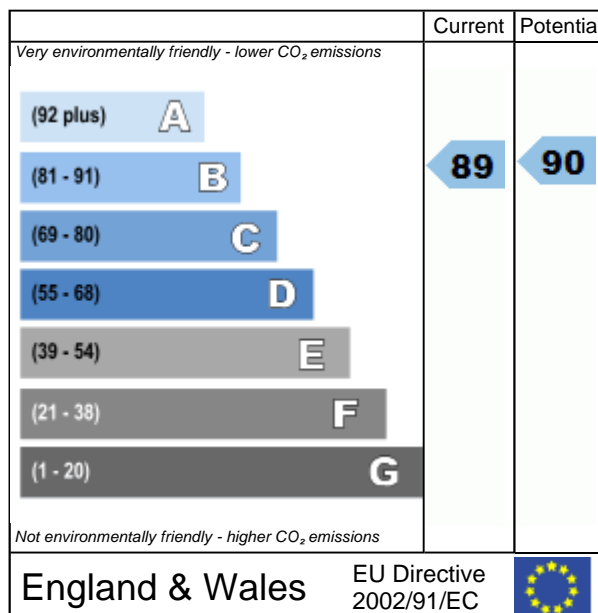 Current Potentia
Very environmentally friendly - lower CO₂ emissions
(92 plus) A
(81 - 91) B
89 90
(69 - 80) C
(55 - 68) D
(39 - 54) E
(21 - 38) F
(1 - 20) G
Not environmentally friendly - higher CO₂ emissions
England & Wales
EU Directive
2002/91/EC